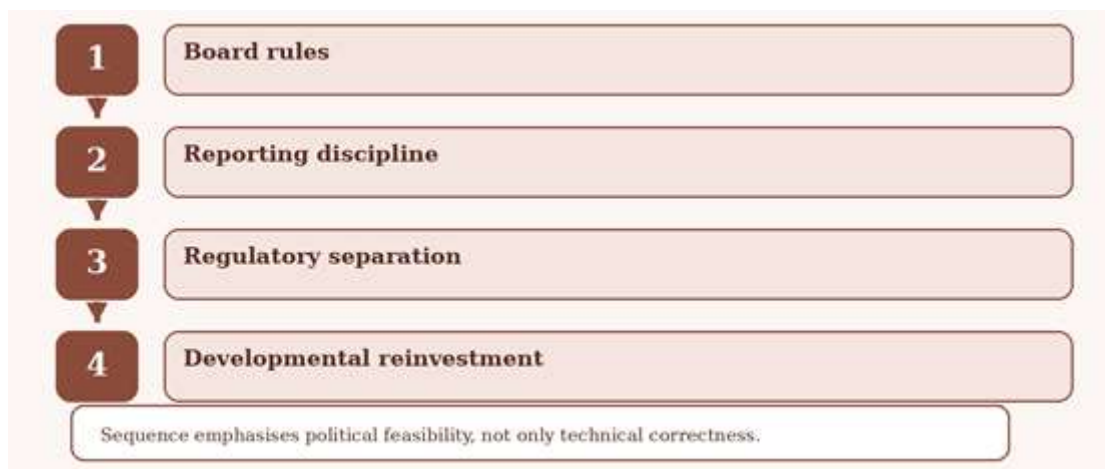 1 Board rules
2 Reporting discipline
3 Regulatory separation
4 Developmental reinvestment
Sequence emphasises political feasibility, not only technical correctness.